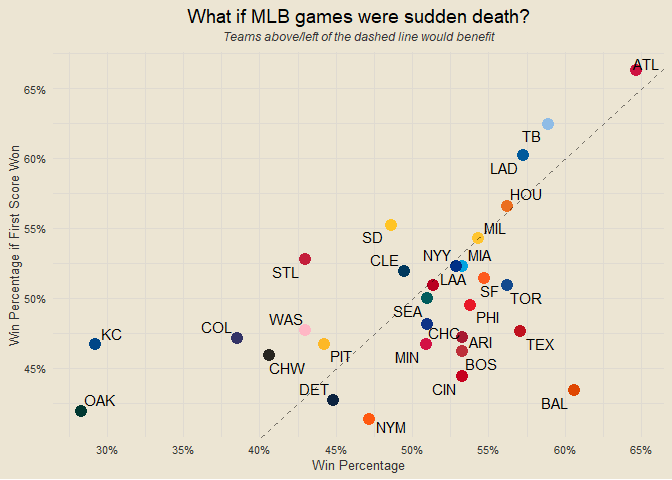 What if MLB games were sudden death?
Teams above/left of the dashed line would benefit
Win Percentage if First Score Won
65%
60%
55%
50%
45%
ATL
TB
LAD
HOU
SD
MIL
STL
CLE
NYY
MIA
LAA
SF
TOR
SEA
PHI
KC
COL
WAS
CHC
ARI
TEX
PIT
MIN
CHW
BOS
CIN
DET
BAL
OAK
NYM
30%
35%
40%
45%
50%
55%
60%
65%
Win Percentage